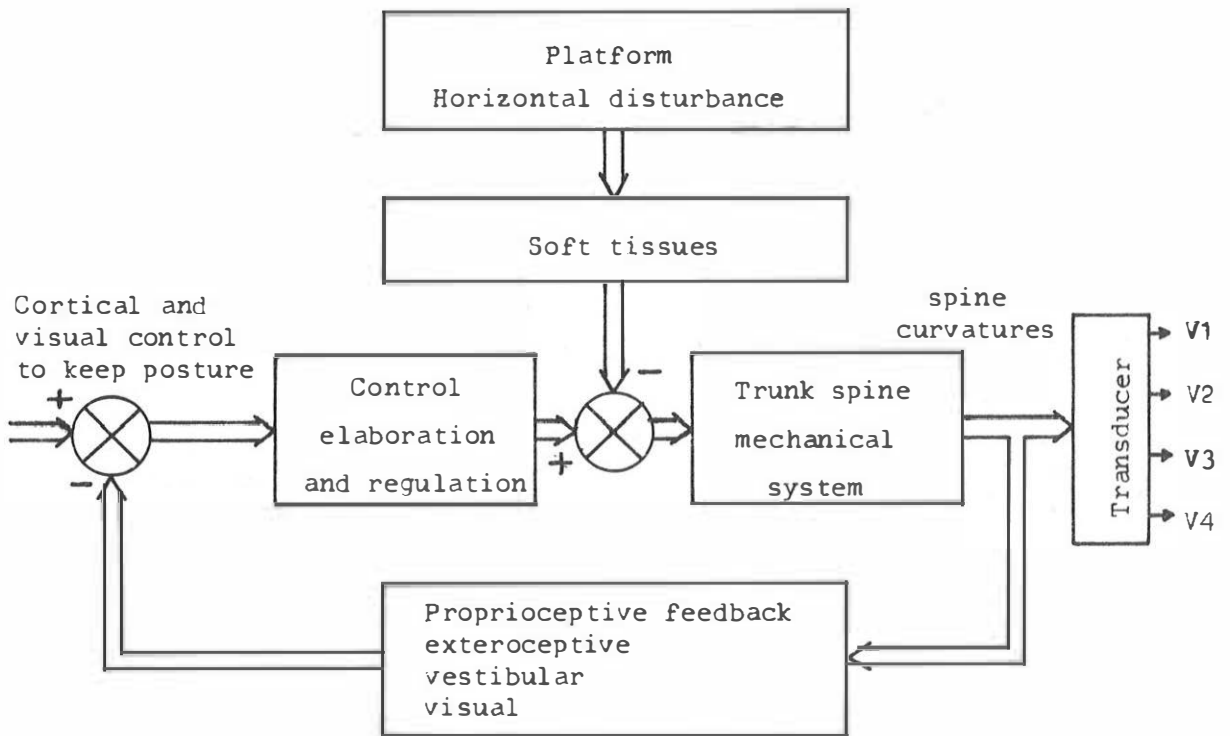 Platform
Horizontal disturbance
Soft tissues
Cortical and
visual control
to keep posture
+
-
Control
elaboration
and regulation
+
-
Trunk spine
mechanical
system
spine
curvatures
Transducer
V1
V2
V3
V4
Proprioceptive feedback
exteroceptive
vestibular
visual